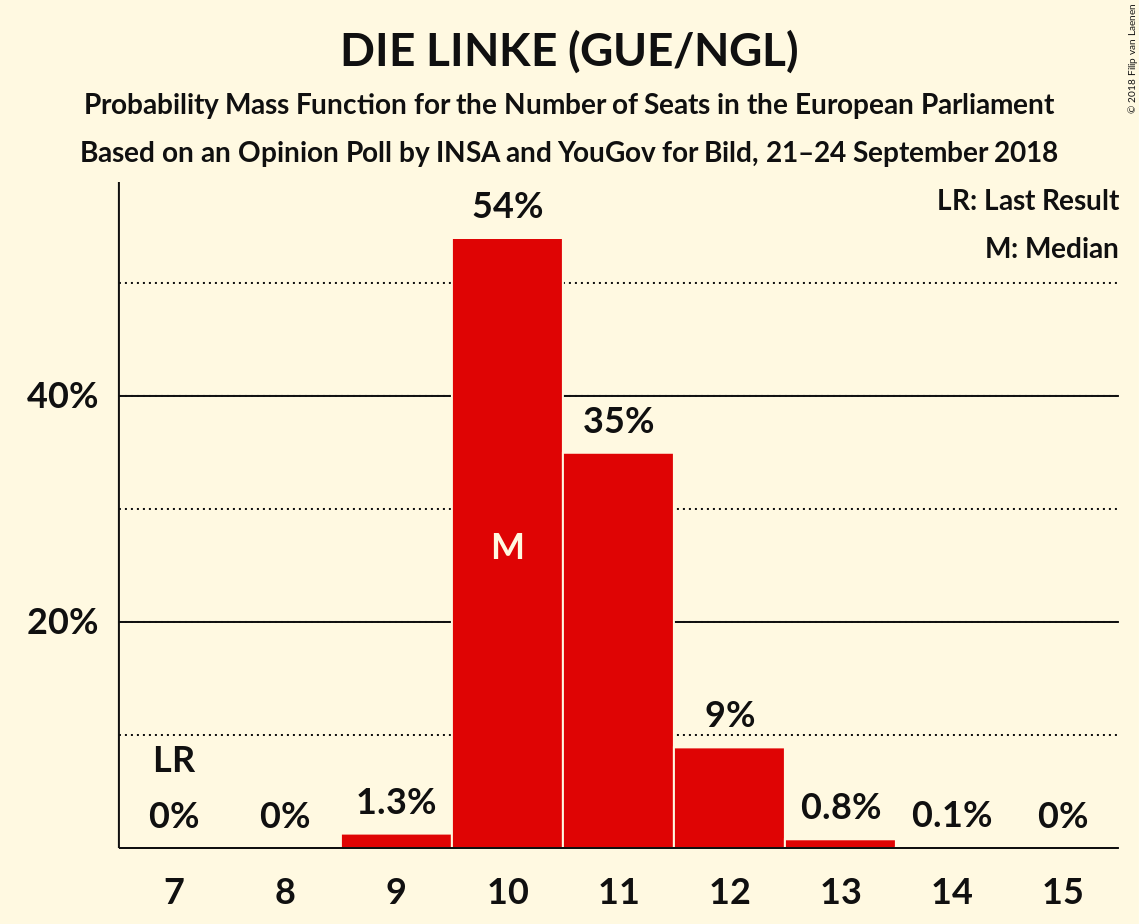 DIE LINKE (GUE/NGL)
Probability Mass Function for the Number of Seats in the European Parliament
Based on an Opinion Poll by INSA and YouGov for Bild, 21–24 September 2018
© 2018 Filip van Laenen
LR: Last Result
M: Median
54%
40%
35%
M
20%
9%
LR
0%
0%
1.3%
0.8%
0.1%
0%
7 8 9 10 11 12 13 14 15